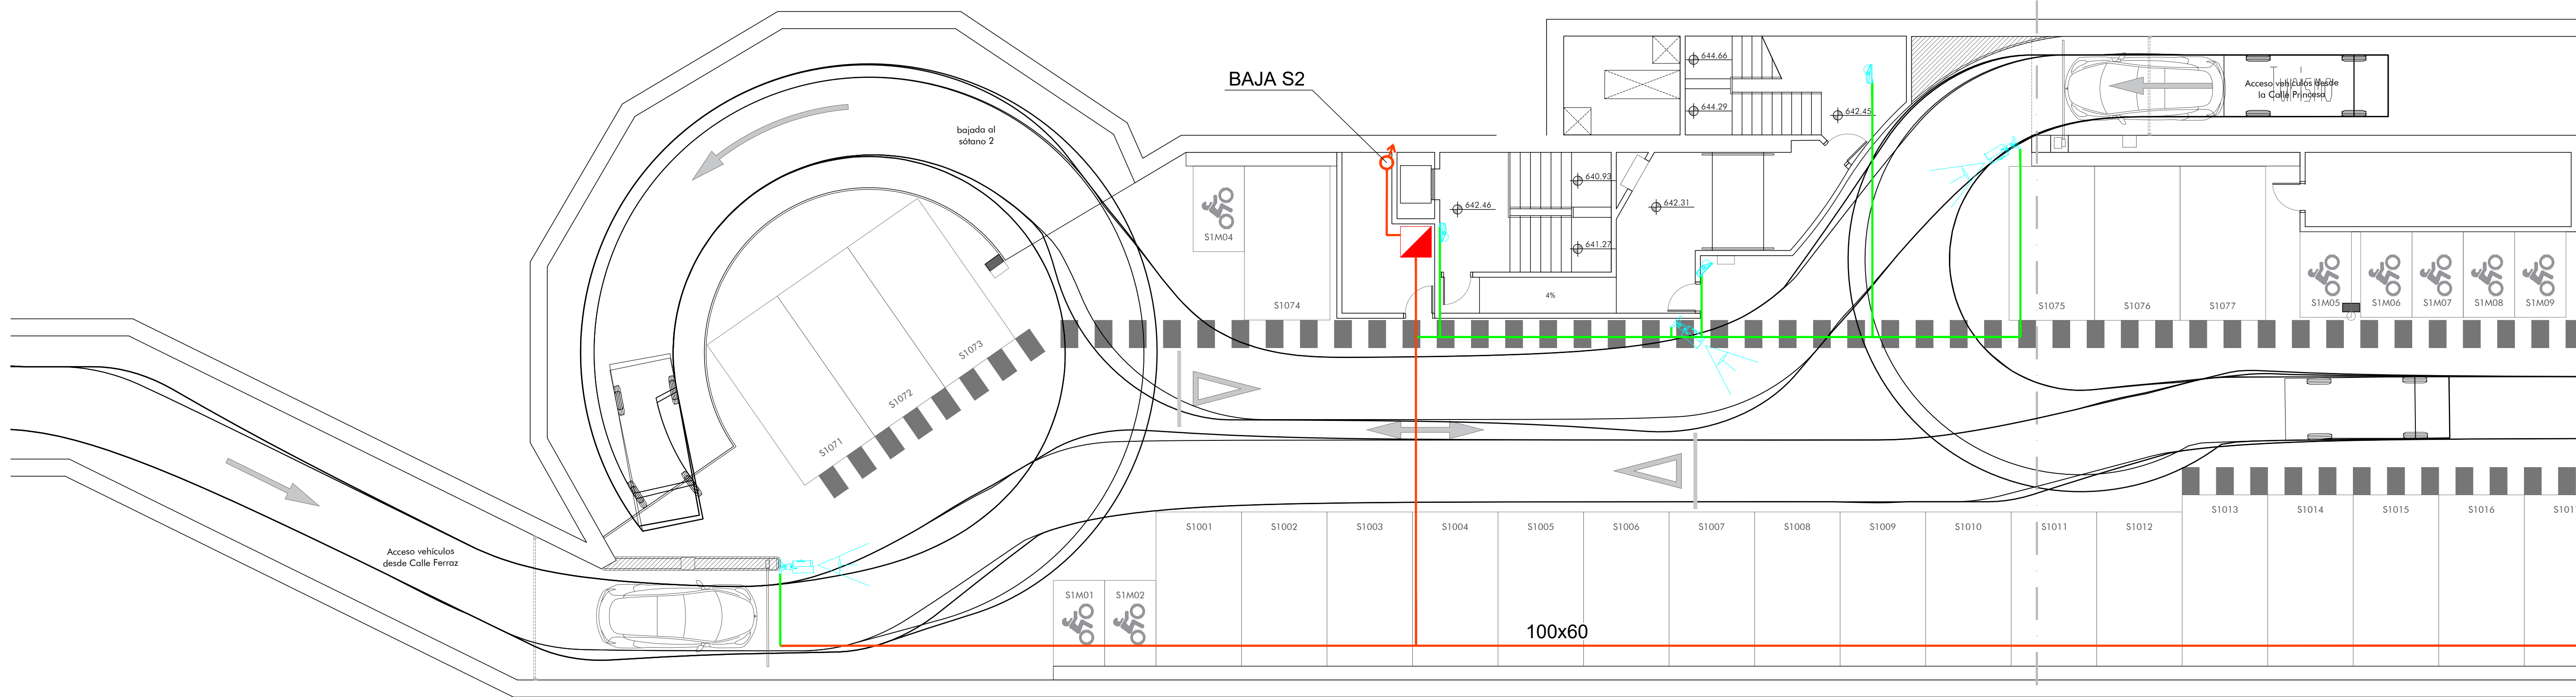 BAJA S2
644.66
644.29
642.45
Acceso vehículos desde
la Calle Princesa
bajada al
sótano 2
640.93
642.46
642.31
641.27
4%
S1M04
S1074
S1075
S1076
S1077
S1M05
S1M06
S1M07
S1M08
S1M09
S1073
S1072
S1071
Acceso vehículos
desde Calle Ferraz
S1M01
S1M02
S1001
S1002
S1003
S1004
S1005
S1006
S1007
S1008
S1009
S1010
S1011
S1012
S1013
S1014
S1015
S1016
100x60